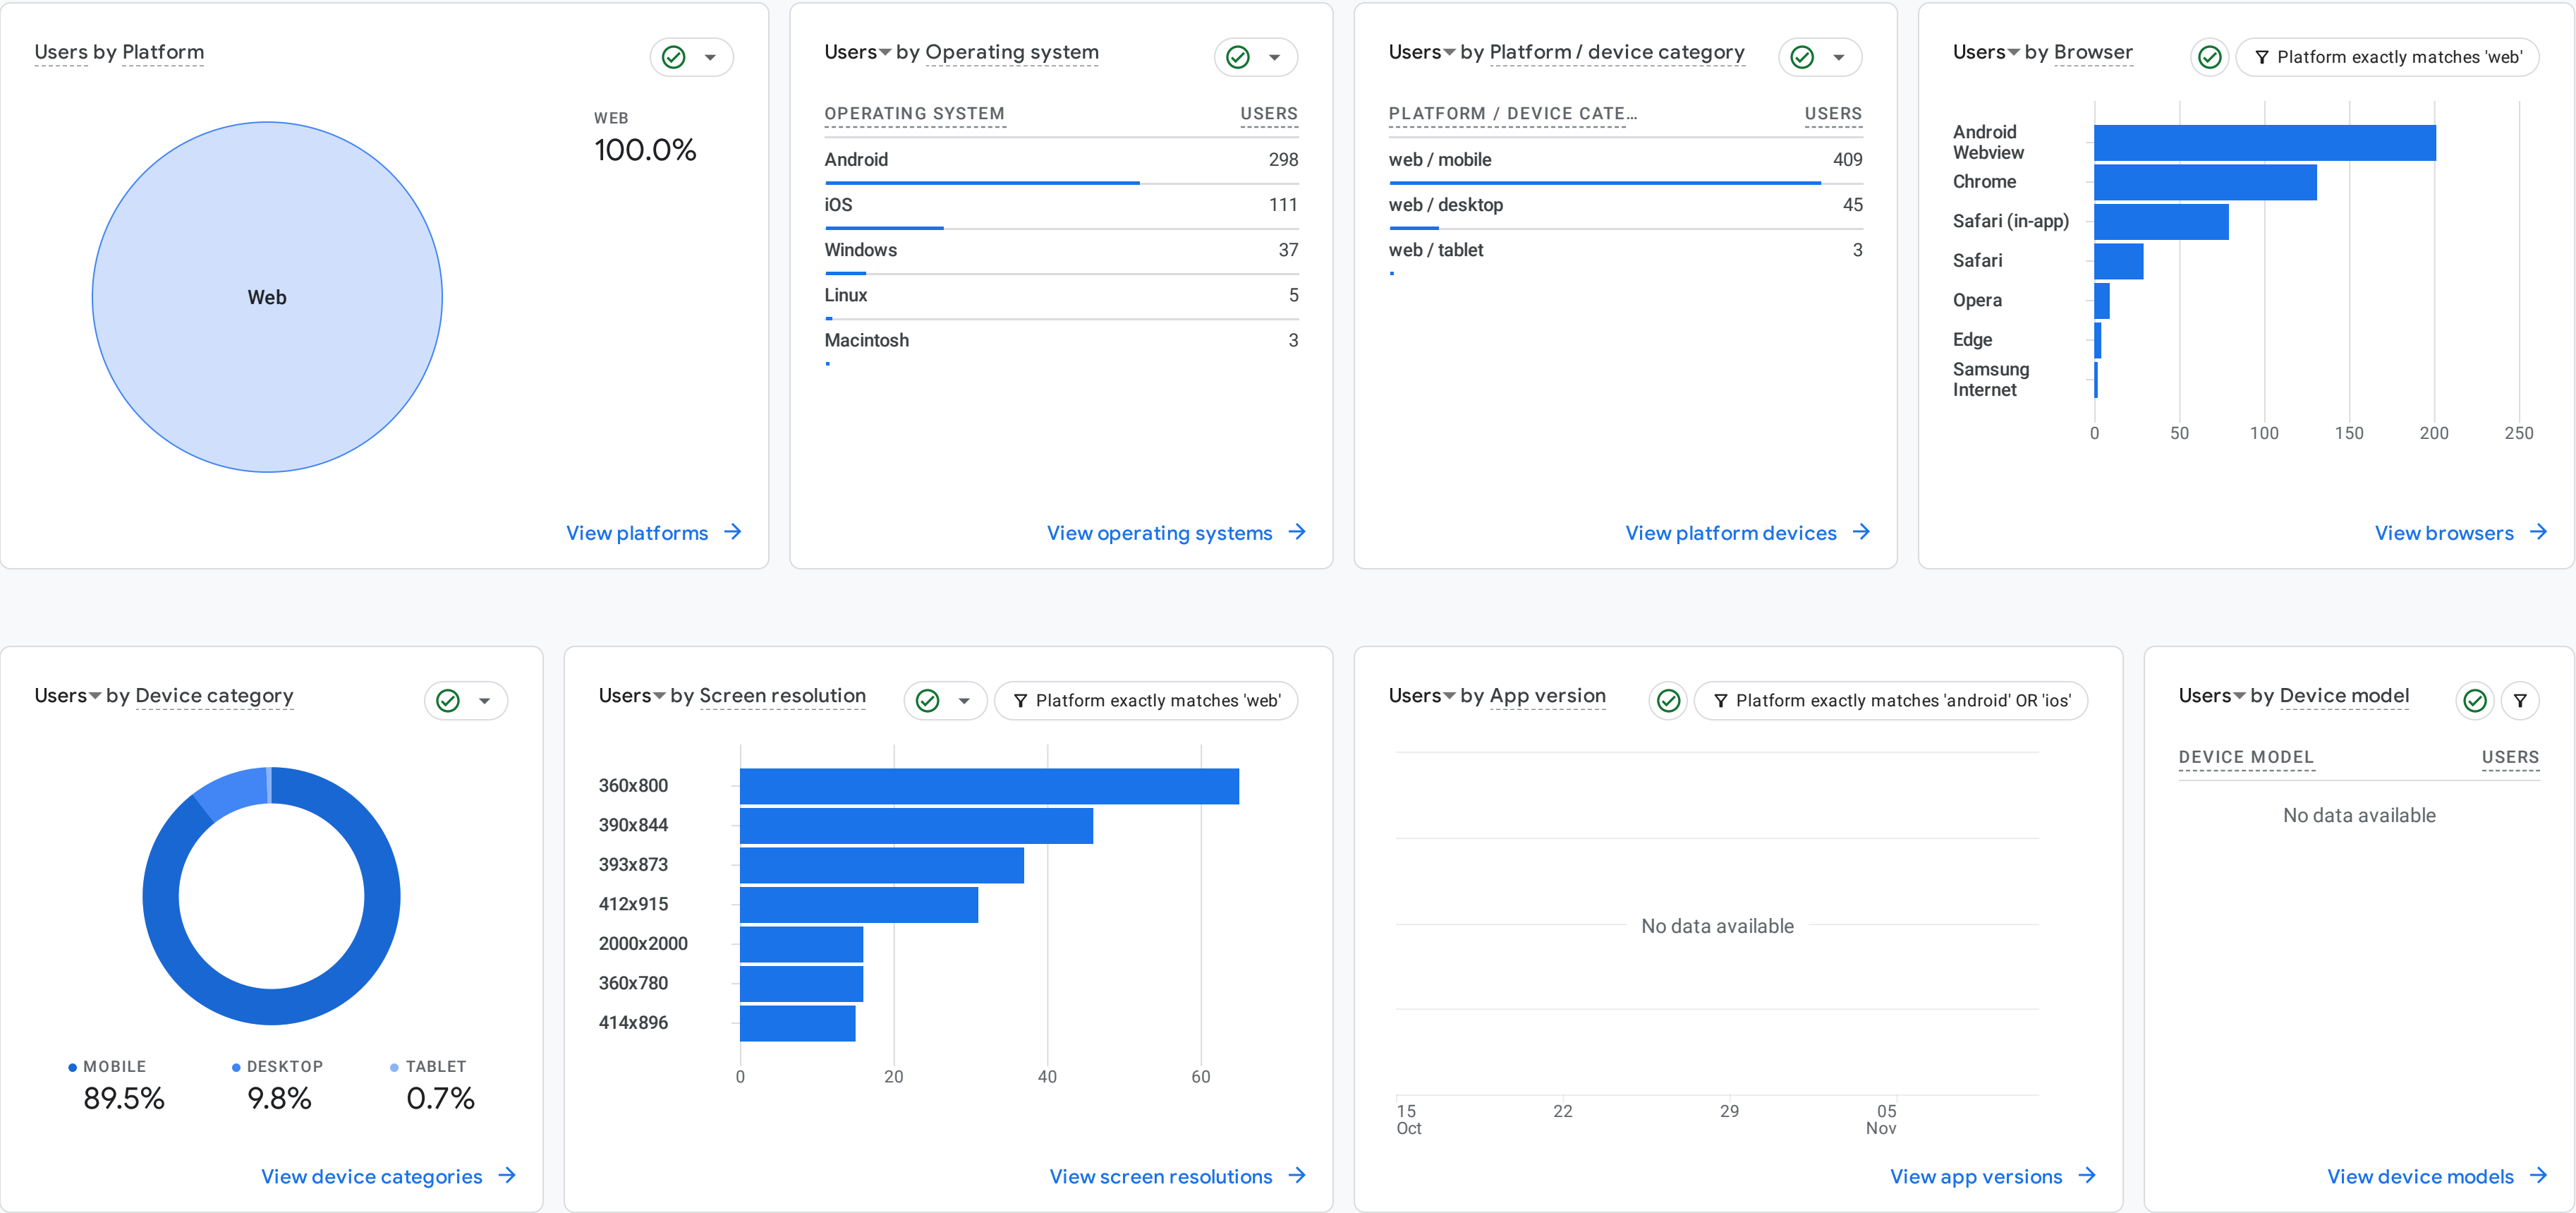 Users by Platform
WEB
100.0%
Web
View platforms
Users by Operating system
OPERATING SYSTEM USERS
Android 298
iOS 111
Windows 37
Linux 5
Macintosh 3
View operating systems
Users by Platform / device category
PLATFORM / DEVICE CATE... USERS
web / mobile 409
web / desktop 45
web / tablet 3
View platform devices
Users by Browser
Platform exactly matches 'web'
Android
Webview
Chrome
Safari (in-app)
Safari
Opera
Edge
Samsung
Internet
0 50 100 150 200 250
View browsers
Users by Device category
MOBILE DESKTOP TABLET
89.5% 9.8% 0.7%
View device categories
Users by Screen resolution
Platform exactly matches 'web'
360x800
390x844
393x873
412x915
2000x2000
360x780
414x896
0 20 40 60
View screen resolutions
Users by App version
Platform exactly matches 'android' OR 'ios'
No data available
15 22 29 05
Oct Nov
View app versions
Users by Device model
DEVICE MODEL USERS
No data available
View device models